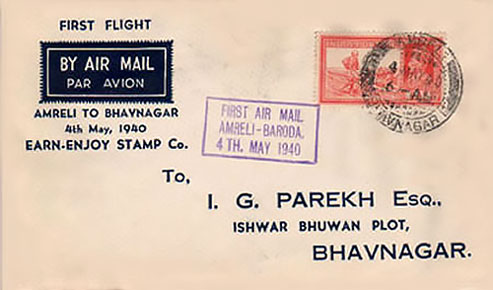 FIRST FLIGHT
BY AIR MAIL
PAR AVION
AMRELI TO BHAVNAGAR
4th May, 1940
EARN-ENJOY STAMP Co.
FIRST AIR MAIL
AMRELI-BARODA.
4 TH. MAY 1940
BHAVNAGAR
To,
I. G. PAREKH ESQ.,
ISHWAR BHUWAN PLOT,
BHAVNAGAR.